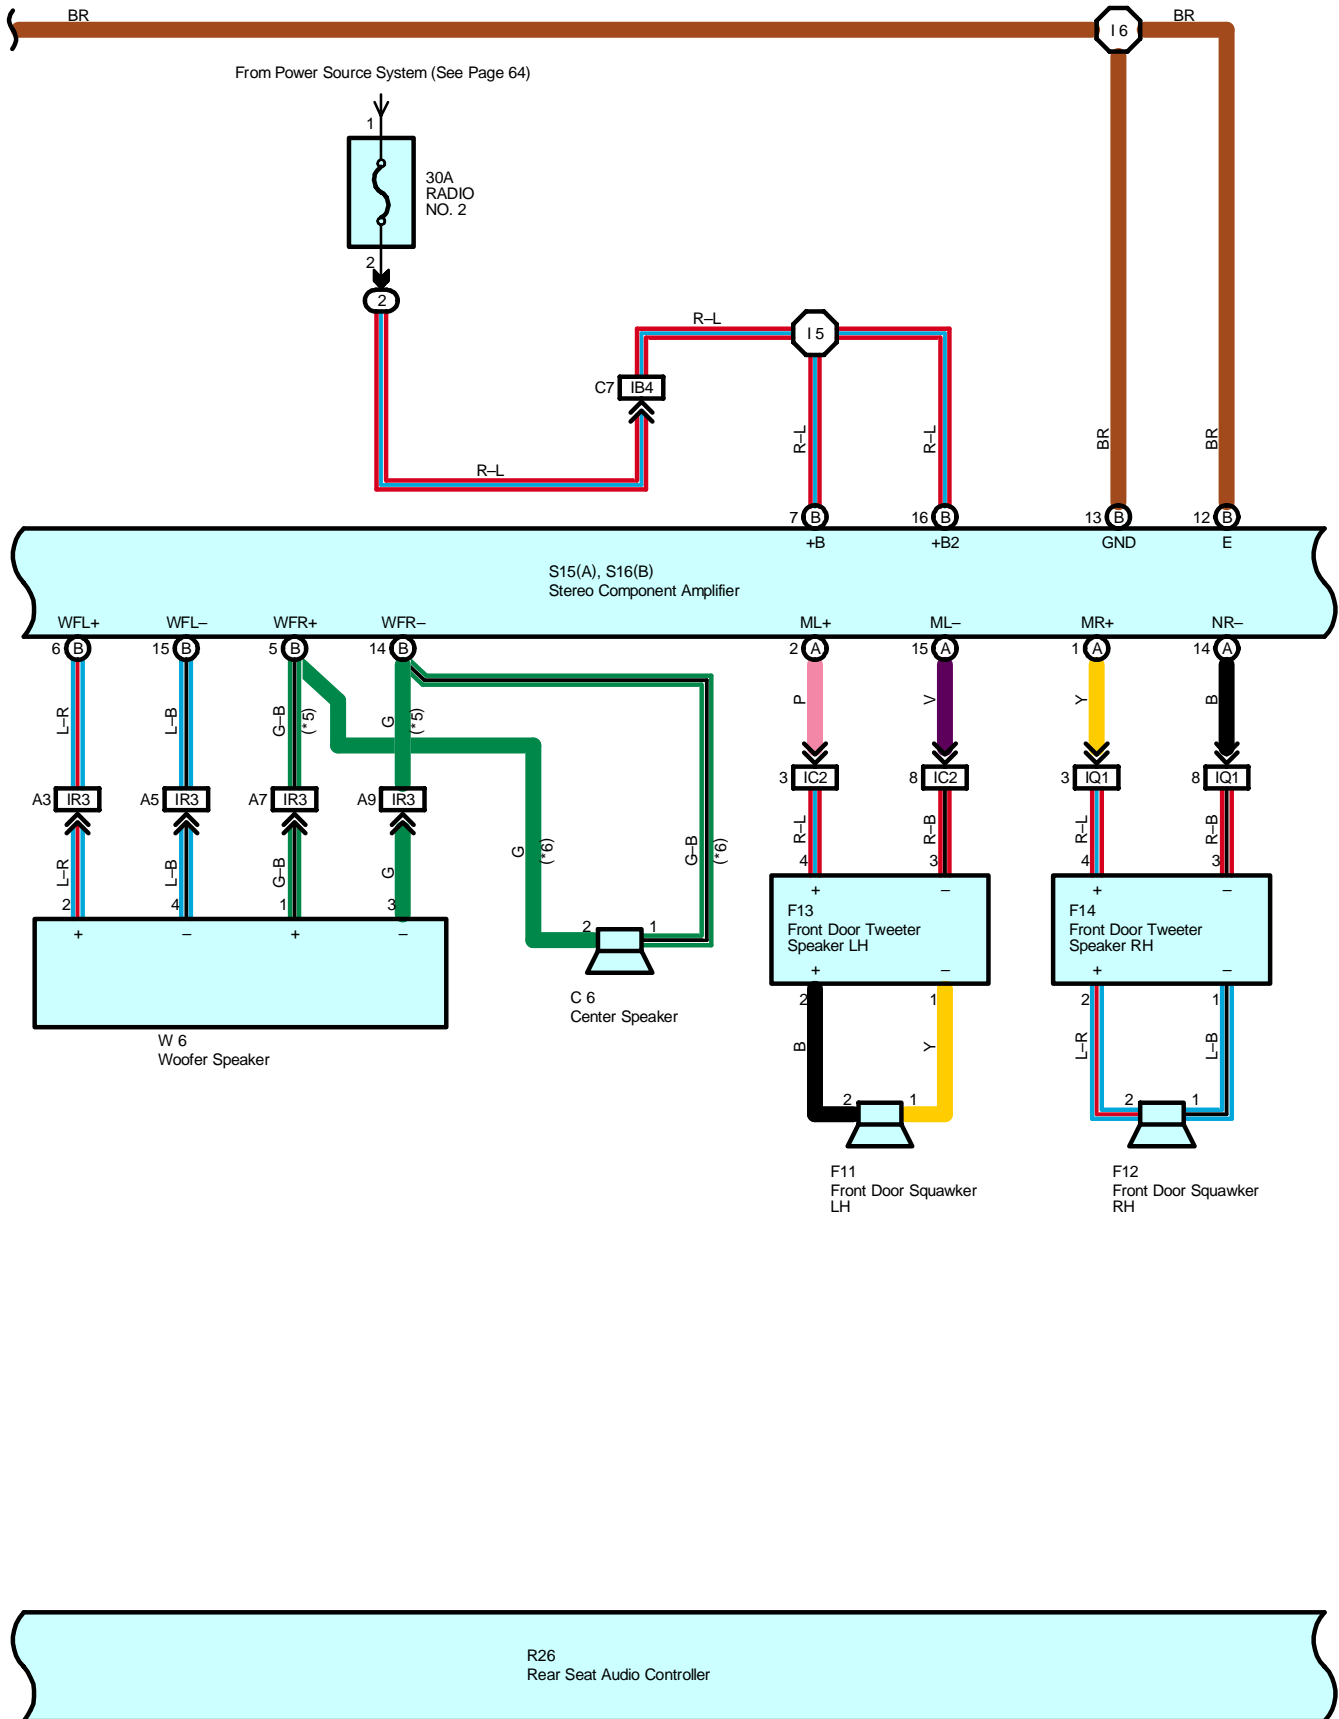 BR
BR
I 6
From Power Source System (See Page 64)
1
30A
RADIO
NO. 2
2
2
R–L
I 5
C7 IB4
R–L
R–L
R–L
BR
BR
7 B
16 B
13 B
12 B
+B
+B2
GND
E
S15(A), S16(B)
Stereo Component Amplifier
WFL+
WFL–
WFR+
WFR–
ML+
ML–
MR+
NR–
6 B
15 B
5 B
14 B
2 A
15 A
1 A
14 A
L–R
L–B
G–B
(*5)
G
(*5)
P
V
Y
B
A3 IR3
A5 IR3
A7 IR3
A9 IR3
3 IC2
8 IC2
3 IQ1
8 IQ1
L–R
L–B
G–B
G
G
(*6)
G–B
(*6)
R–L
R–B
R–L
R–B
2
4
1
3
4
3
4
3
+
–
+
–
+
–
+
–
2
1
F13
Front Door Tweeter
Speaker LH
F14
Front Door Tweeter
Speaker RH
+
–
+
–
C 6
Center Speaker
W 6
Woofer Speaker
2
1
2
1
B
Y
L–R
L–B
2
1
2
1
F11
Front Door Squawker
LH
F12
Front Door Squawker
RH
R26
Rear Seat Audio Controller